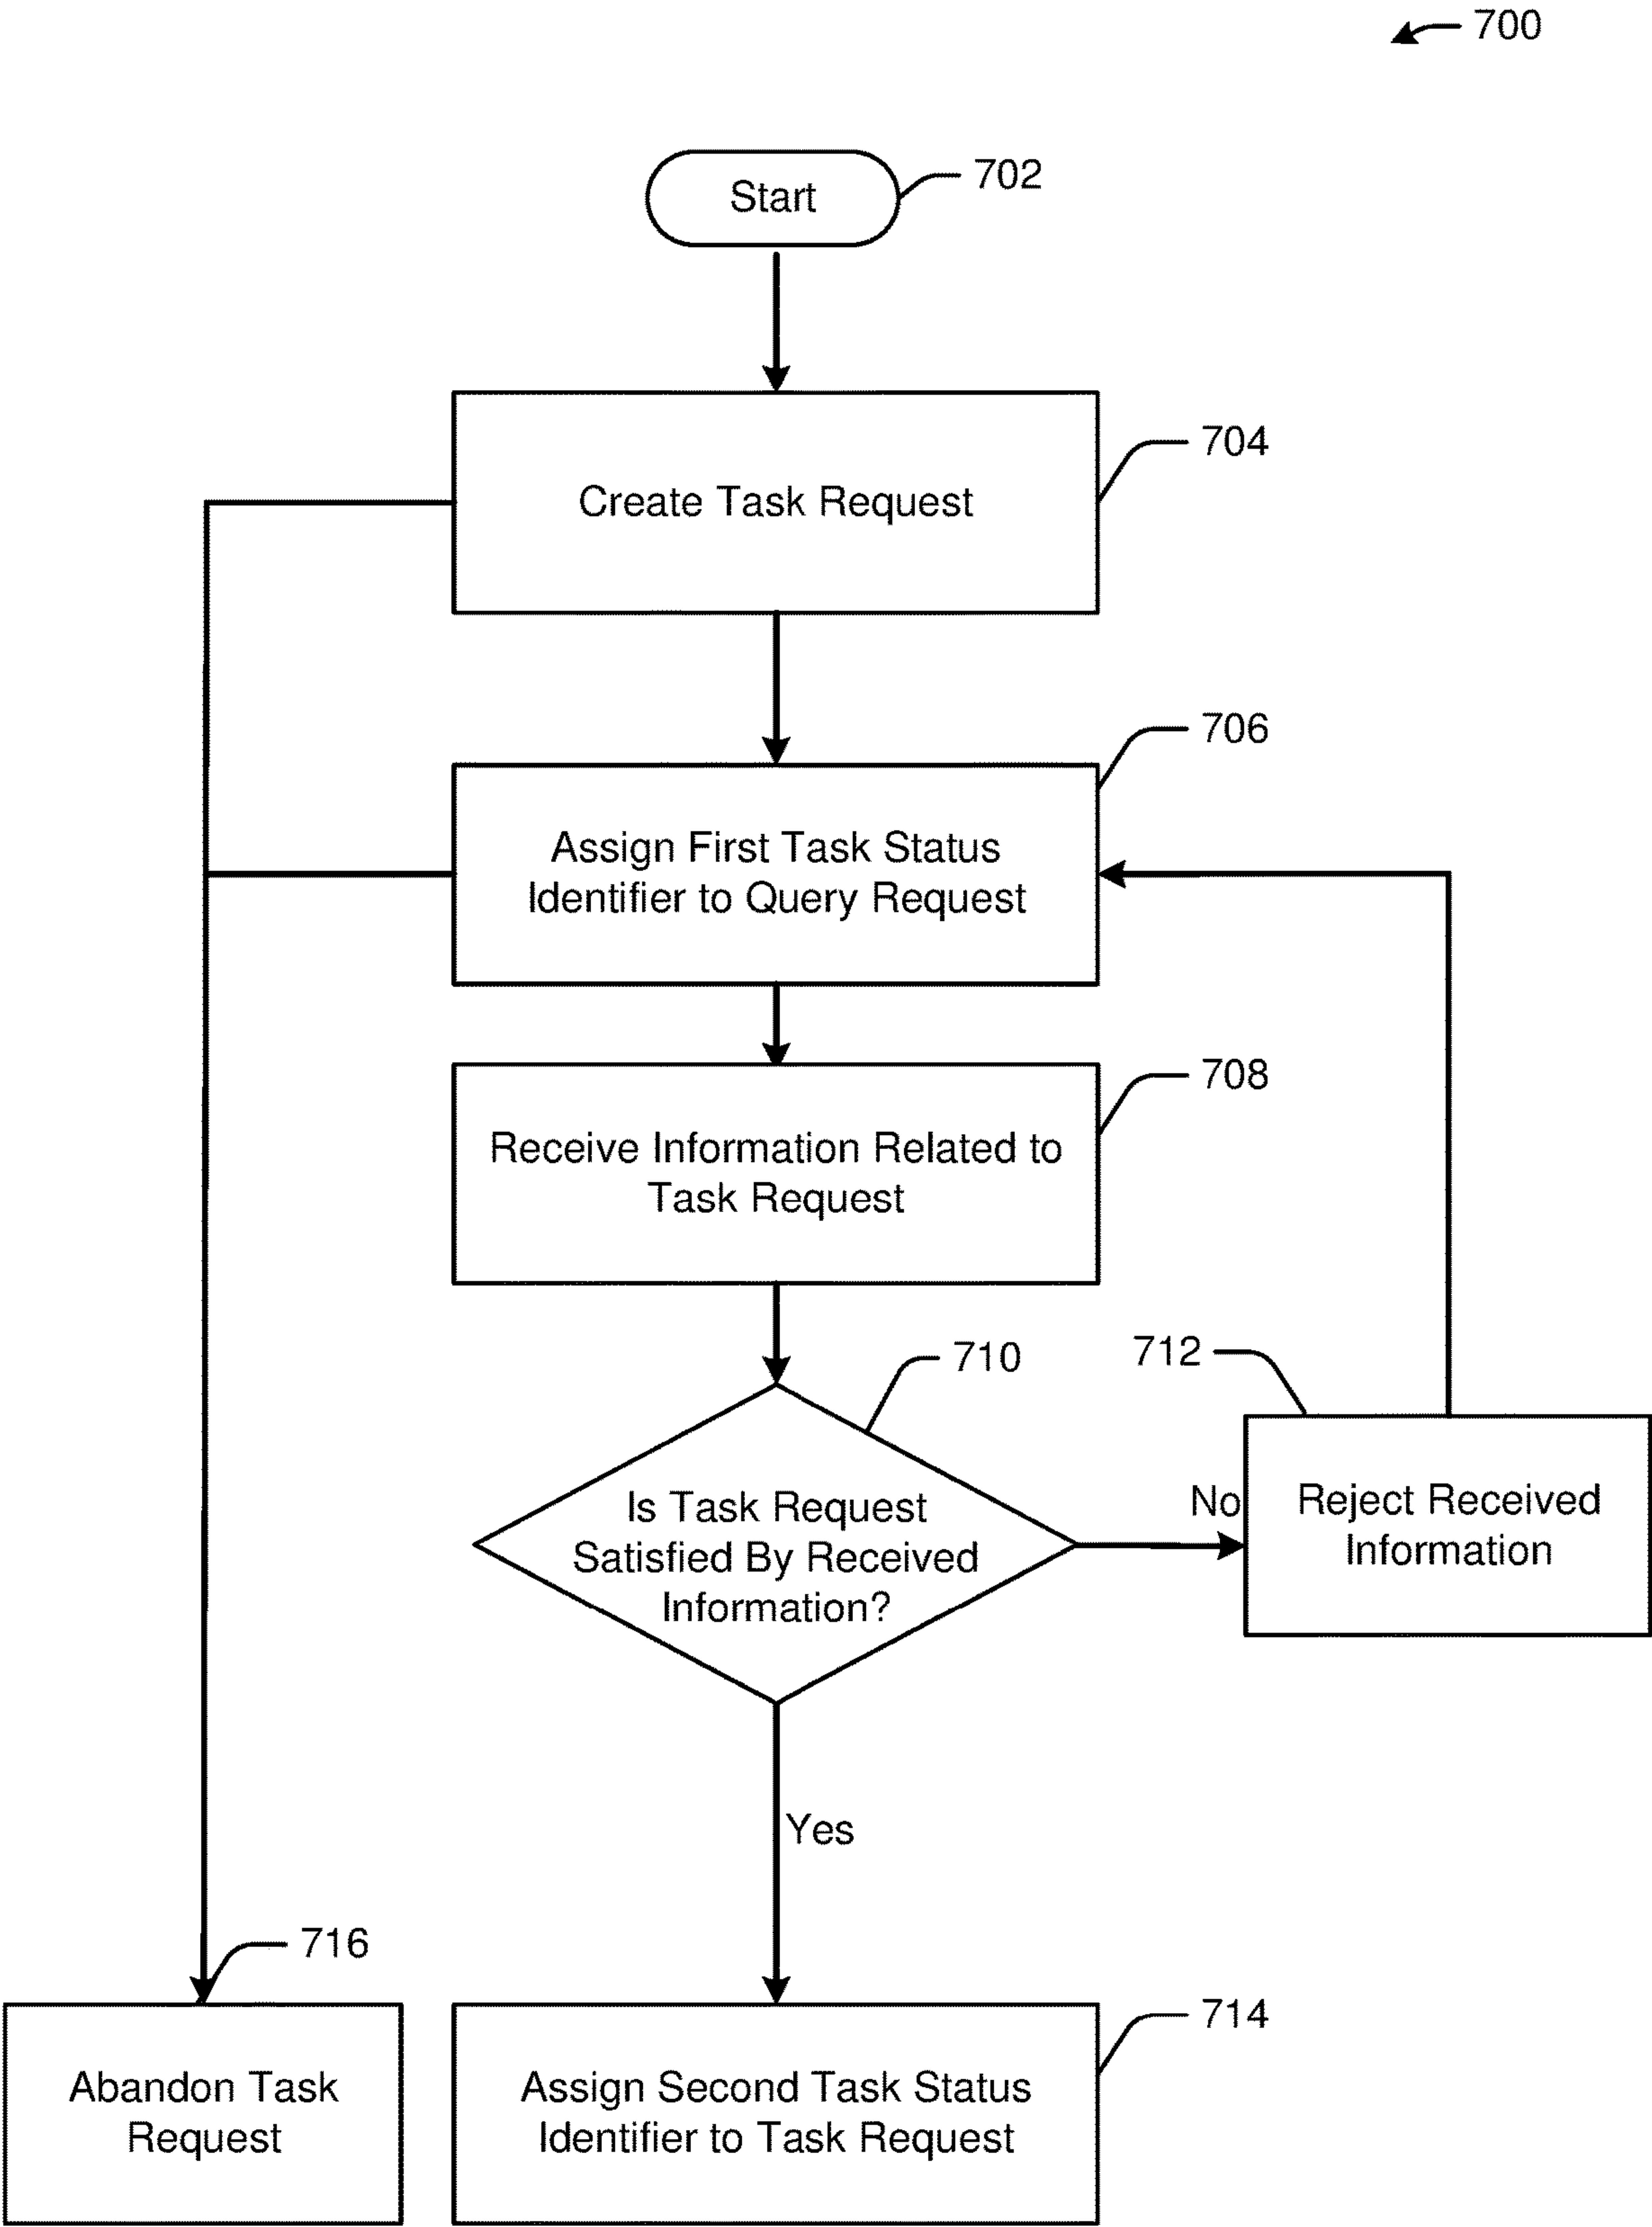 700
Start
702
Create Task Request
704
706
Assign First Task Status
Identifier to Query Request
708
Receive Information Related to
Task Request
710
712
Is Task Request
Satisfied By Received
Information?
No
Reject Received
Information
Yes
716
Abandon Task
Request
714
Assign Second Task Status
Identifier to Task Request